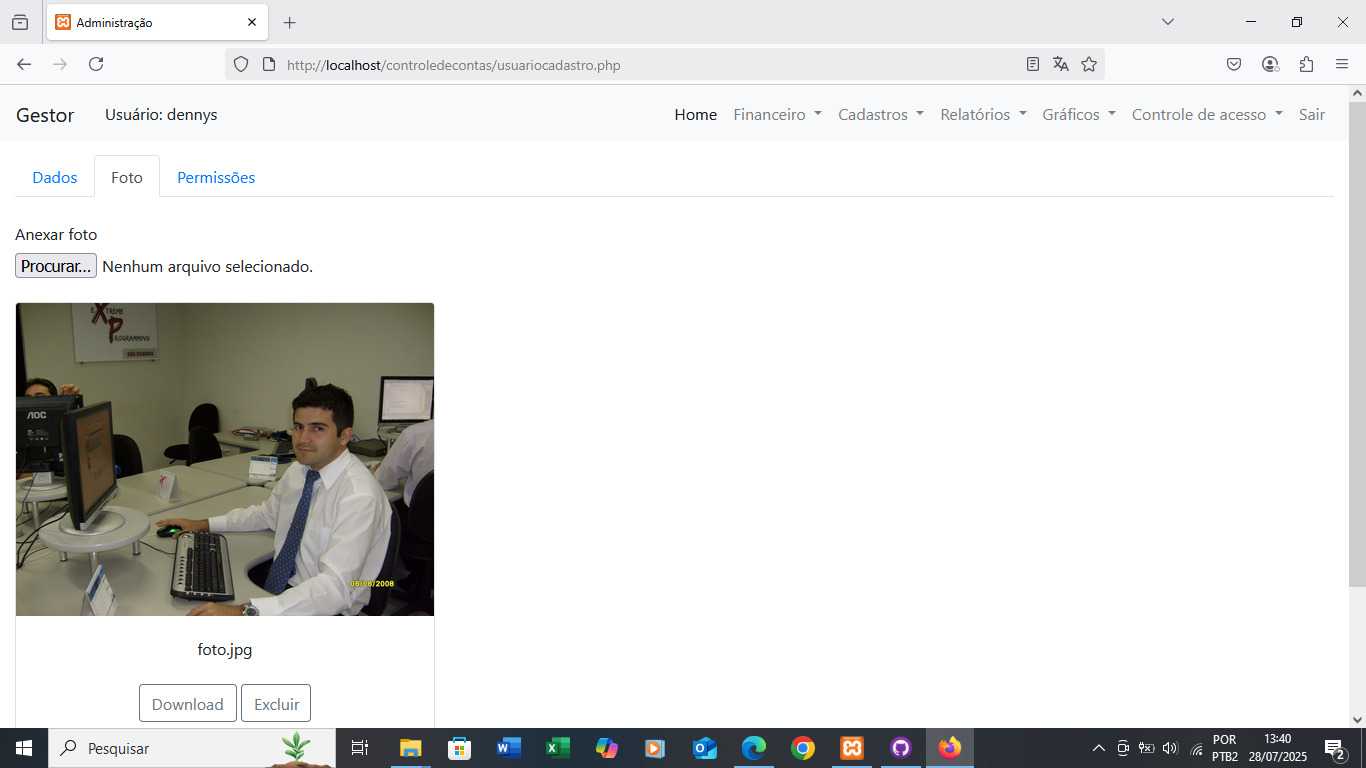 Administração
http://localhost/controledecontas/usuariocadastro.php
Gestor Usuário: dennys Home Financeiro Cadastros Relatórios Gráficos Controle de acesso Sair
Dados Foto Permissões
Anexar foto
Procurar... Nenhum arquivo selecionado.
EXTREME
PROGRAMMING
AOC
06/06/2008
foto.jpg
Download Excluir
Pesquisar
POR
PTB2
13:40
28/07/2025
2